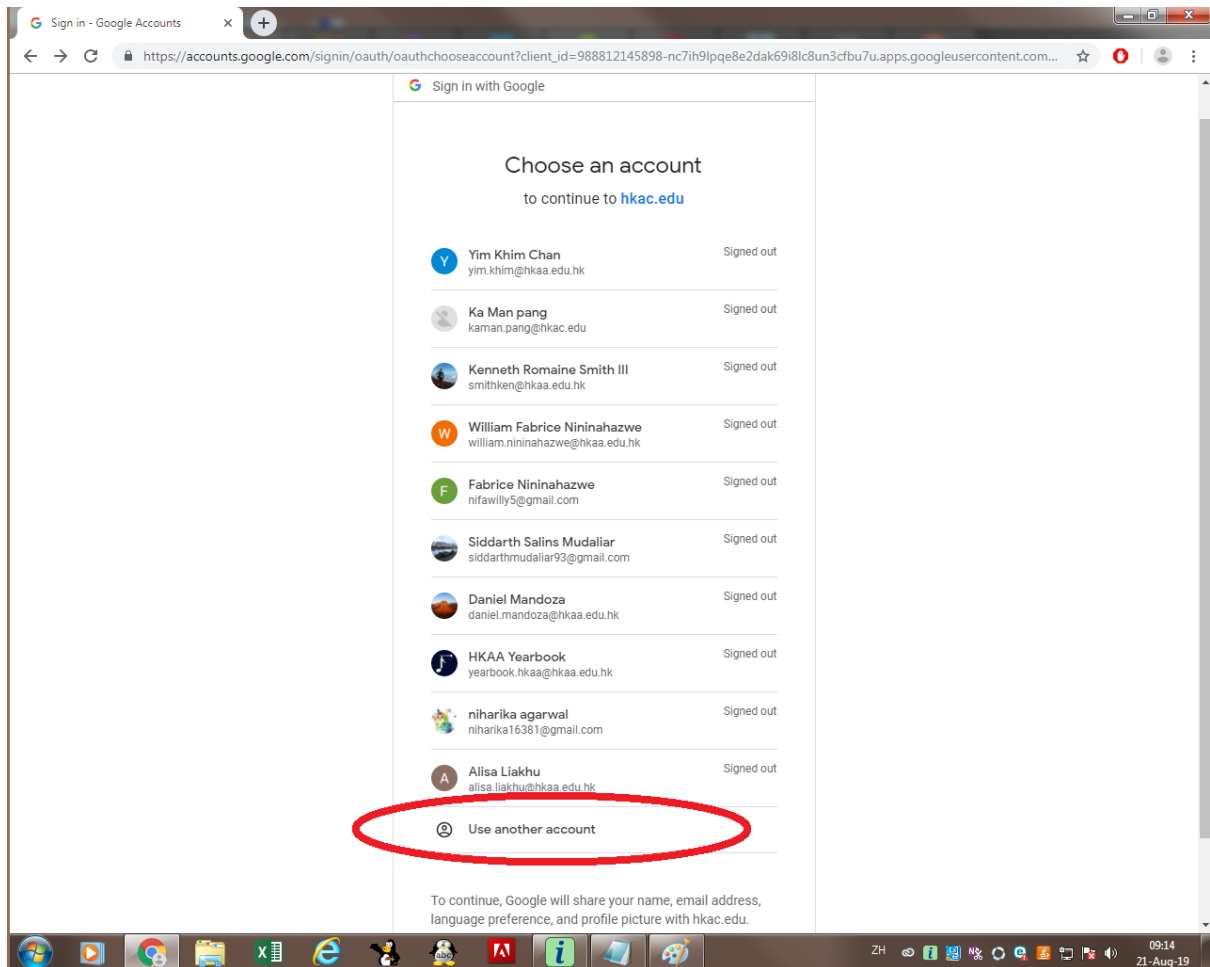 Sign in - Google Accounts
https://accounts.google.com/signin/oauth/oauthchooseaccount?client_id=988812145898-nc7ih9lpqe8e2dak69i8lc8un3cfbu7u.apps.googleusercontent.com...
Sign in with Google
Choose an account
to continue to hkac.edu
Yim Khim Chan Signed out
yim.khim@hkaa.edu.hk
Ka Man pang Signed out
kaman.pang@hkac.edu
Kenneth Romaine Smith III Signed out
smithken@hkaa.edu.hk
William Fabrice Nininahazwe Signed out
william.nininahazwe@hkaa.edu.hk
Fabrice Nininahazwe Signed out
nifawilly5@gmail.com
Siddarth Salins Mudaliar Signed out
siddarthmudaliar93@gmail.com
Daniel Mandoza Signed out
daniel.mandoza@hkaa.edu.hk
HKAA Yearbook Signed out
yearbook.hkaa@hkaa.edu.hk
niharika agarwal Signed out
niharika16381@gmail.com
Alisa Liakhu Signed out
alisa.liakhu@hkaa.edu.hk
Use another account
To continue, Google will share your name, email address,
language preference, and profile picture with hkac.edu.
ZH 09:14
21-Aug-19